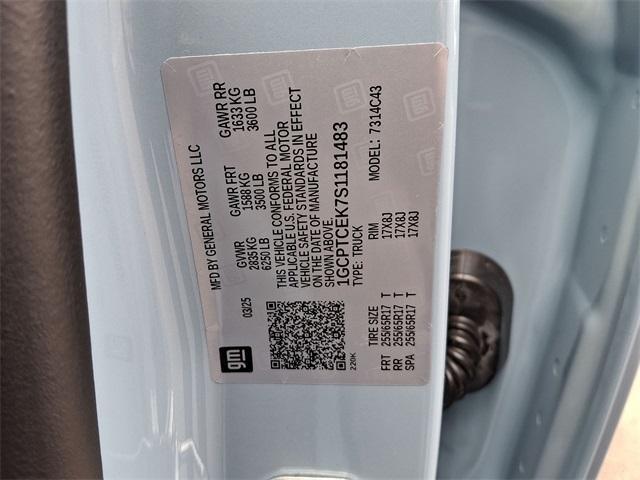 MFD BY GENERAL MOTORS LLC
gm
03/25
GVWR GAWR FRT GAWR RR
2835 KG 1588 KG 1633 KG
6250 LB 3500 LB 3600 LB
THIS VEHICLE CONFORMS TO ALL
APPLICABLE U.S. FEDERAL MOTOR
VEHICLE SAFETY STANDARDS IN EFFECT
ON THE DATE OF MANUFACTURE
SHOWN ABOVE.
1GCPTCEK7S1181483
TYPE: TRUCK MODEL: 7314C43
220K
TIRE SIZE RIM
FRT 255/65R17 T 17X8J
RR 255/65R17 T 17X8J
SPA 255/65R17 T 17X8J